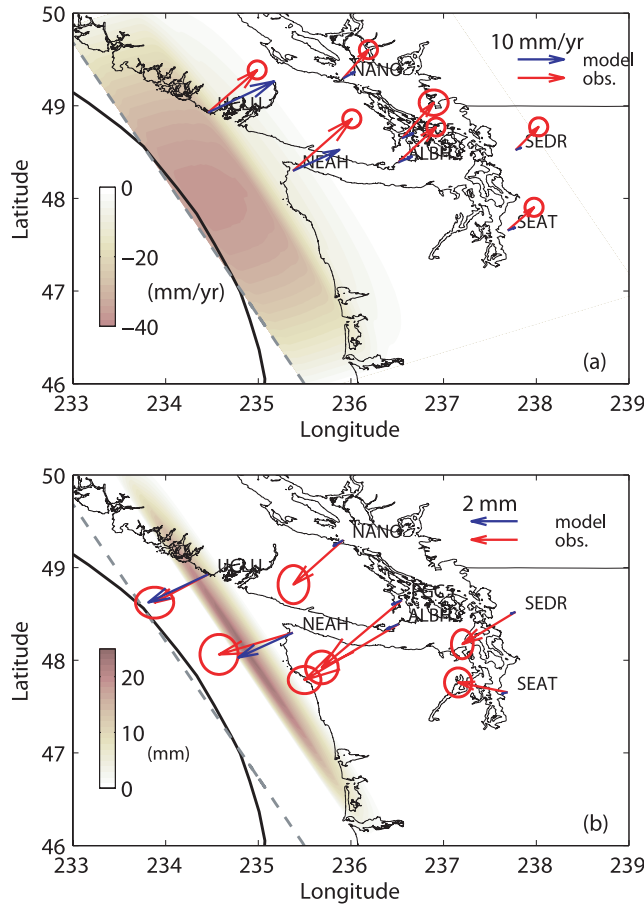 50
49
48
47
46
Latitude
233
234
235
236
237
238
239
Longitude
10 mm/yr
model
obs.
NANO
UCLU
NEAH
ALBH
SEDR
SEAT
0
−20
−40
(mm/yr)
(a)
50
49
48
47
46
Latitude
233
234
235
236
237
238
239
Longitude
2 mm
model
obs.
NANO
UCLU
NEAH
ALBH
SEDR
SEAT
20
10
0
(mm)
(b)